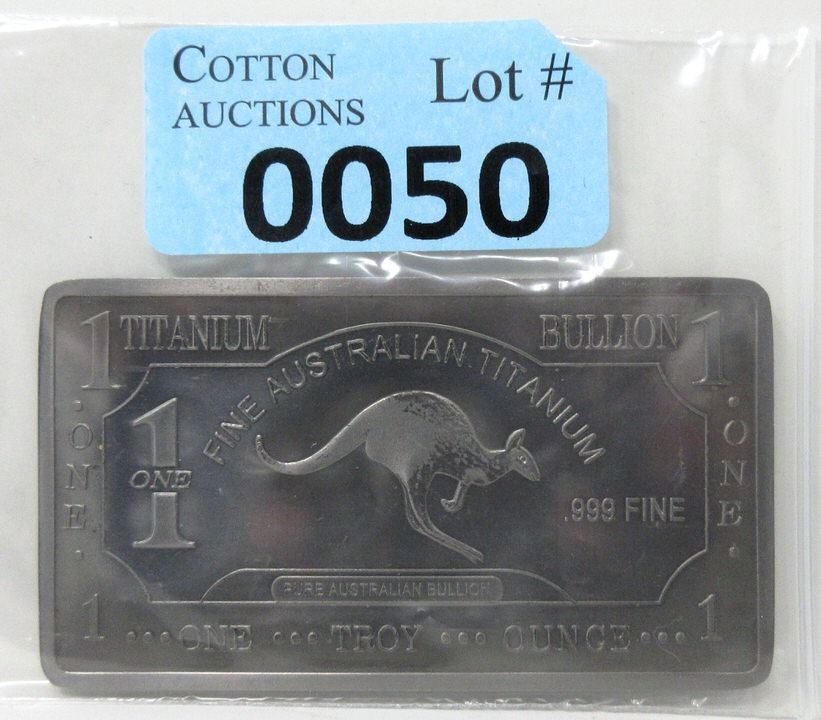 COTTON
AUCTIONS
Lot #
0050
1 TITANIUM BULLION 1
FINE AUSTRALIAN TITANIUM
1
ONE
.ONE.
.ONE.
.999 FINE
PURE AUSTRALIAN BULLION
1 ...ONE ...TROY ... OUNCE... 1